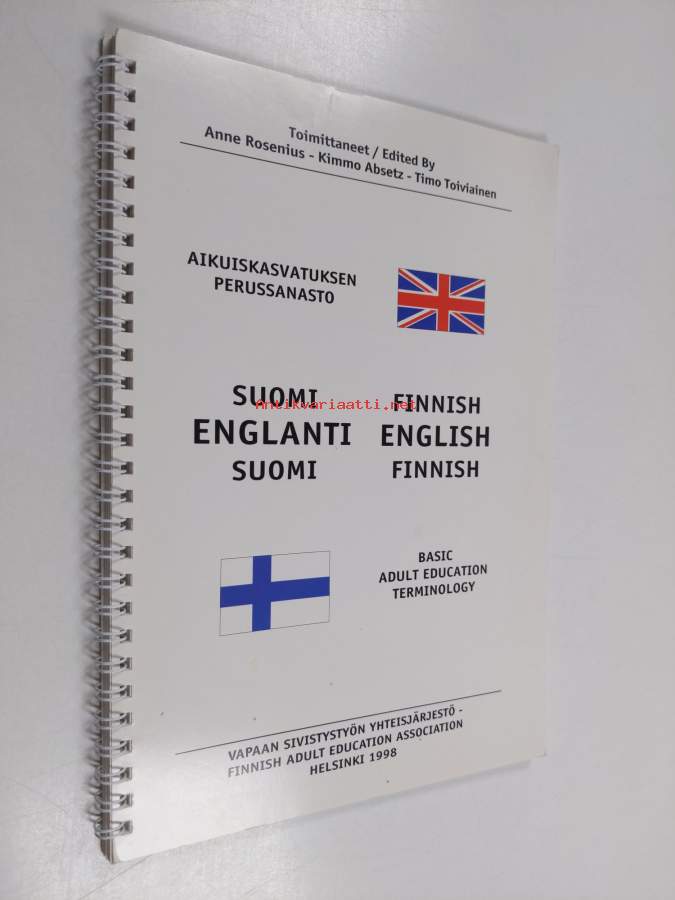 Toimittaneet / Edited By
Anne Rosenius - Kimmo Absetz - Timo Toiviainen
AIKUISKASVATUKSEN
PERUSSANASTO
SUOMI
ENGLANTI
SUOMI
FINNISH
ENGLISH
FINNISH
Antikvariaatti.net
BASIC
ADULT EDUCATION
TERMINOLOGY
VAPAAN SIVISTYSTYÖN YHTEISJÄRJESTÖ -
FINNISH ADULT EDUCATION ASSOCIATION
HELSINKI 1998